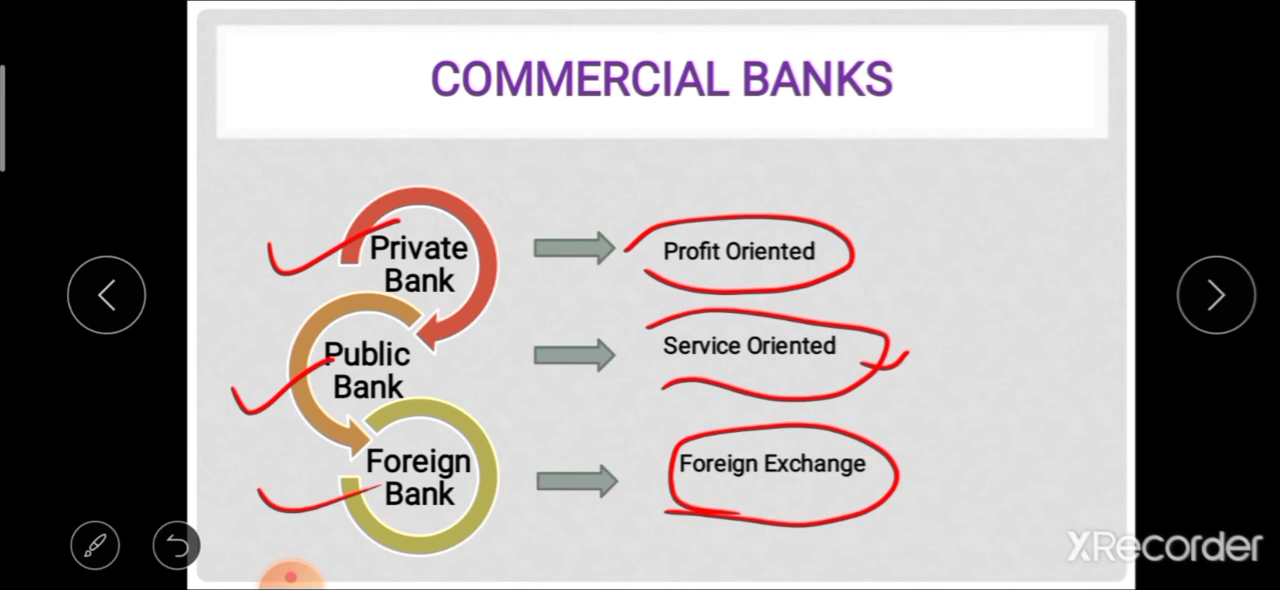 COMMERCIAL BANKS
Private
Bank
Profit Oriented
Public
Bank
Service Oriented
Foreign
Bank
Foreign Exchange
XRecorder